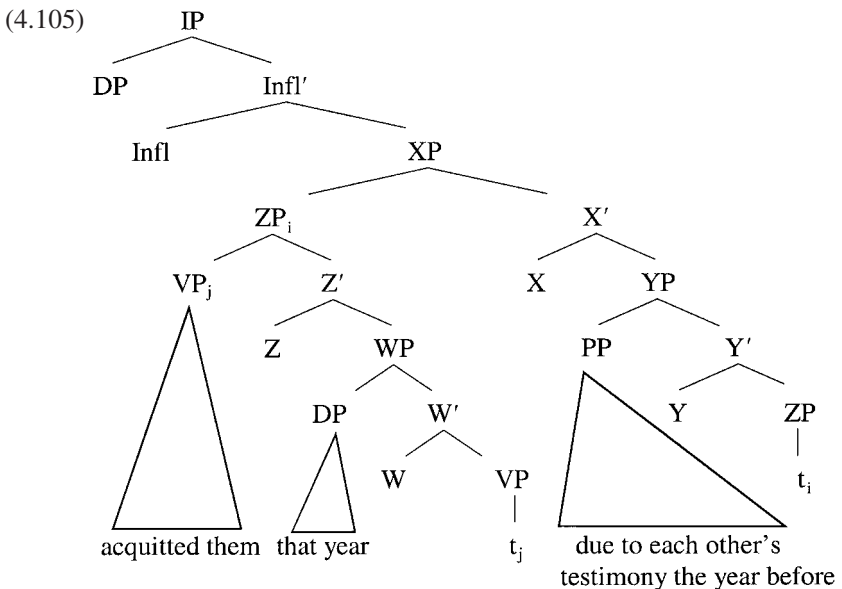 (4.105) IP
DP Infl′
Infl XP
ZPi X′
VPj Z′ X YP
Z WP PP Y′
DP W′ Y ZP
W VP ti
acquitted them that year tj due to each other's
testimony the year before